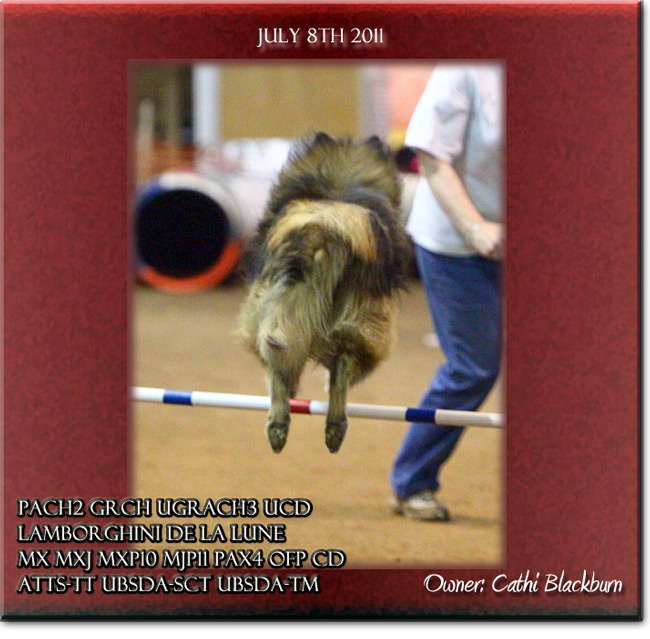 JULY 8TH 2011
PACH2 GRCH UGRACH3 UCD
LAMBORGHINI DE LA LUNE
MX MXJ MXP10 MJP11 PAX4 OFP CD
ATTS-TT UBSDA-SCT UBSDA-TM
Owner: Cathi Blackburn